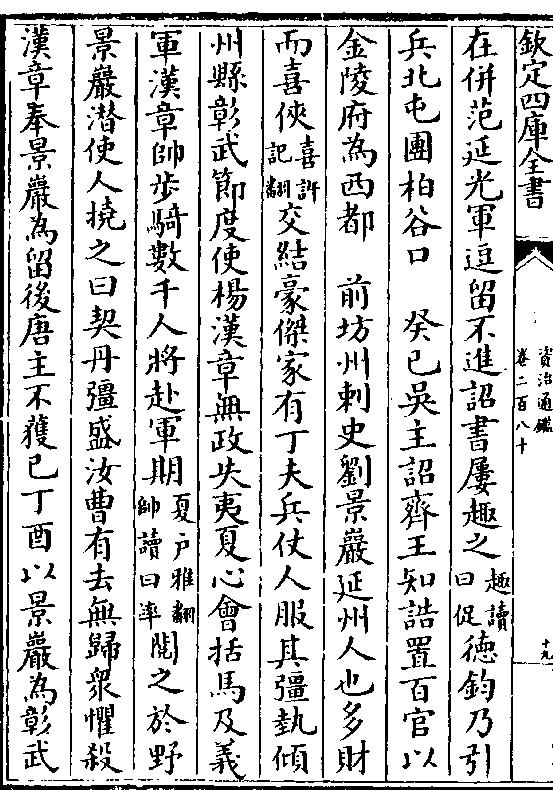 欽定四庫全書
資治通鑑
卷二百八十
十九
在併范延光軍逗留不進詔書屢趣之趣讀曰促德鈞乃引
兵北屯團柏谷口 癸巳吳主詔齊王知誥置百官以
金陵府為西都 前坊州刺史劉景巖延州人也多財
而喜俠喜許記翻交結豪傑家有丁夫兵仗人服其彊埶傾
州縣彰武節度使楊漢章無政失夷夏心會括馬及義
軍漢章帥步騎數千人將赴軍期夏戶雅翻帥讀曰率閲之於野
景巖潛使人撓之曰契丹彊盛汝曹有去無歸衆懼殺
漢章奉景巖為留後唐主不獲已丁酉以景巖為彰武